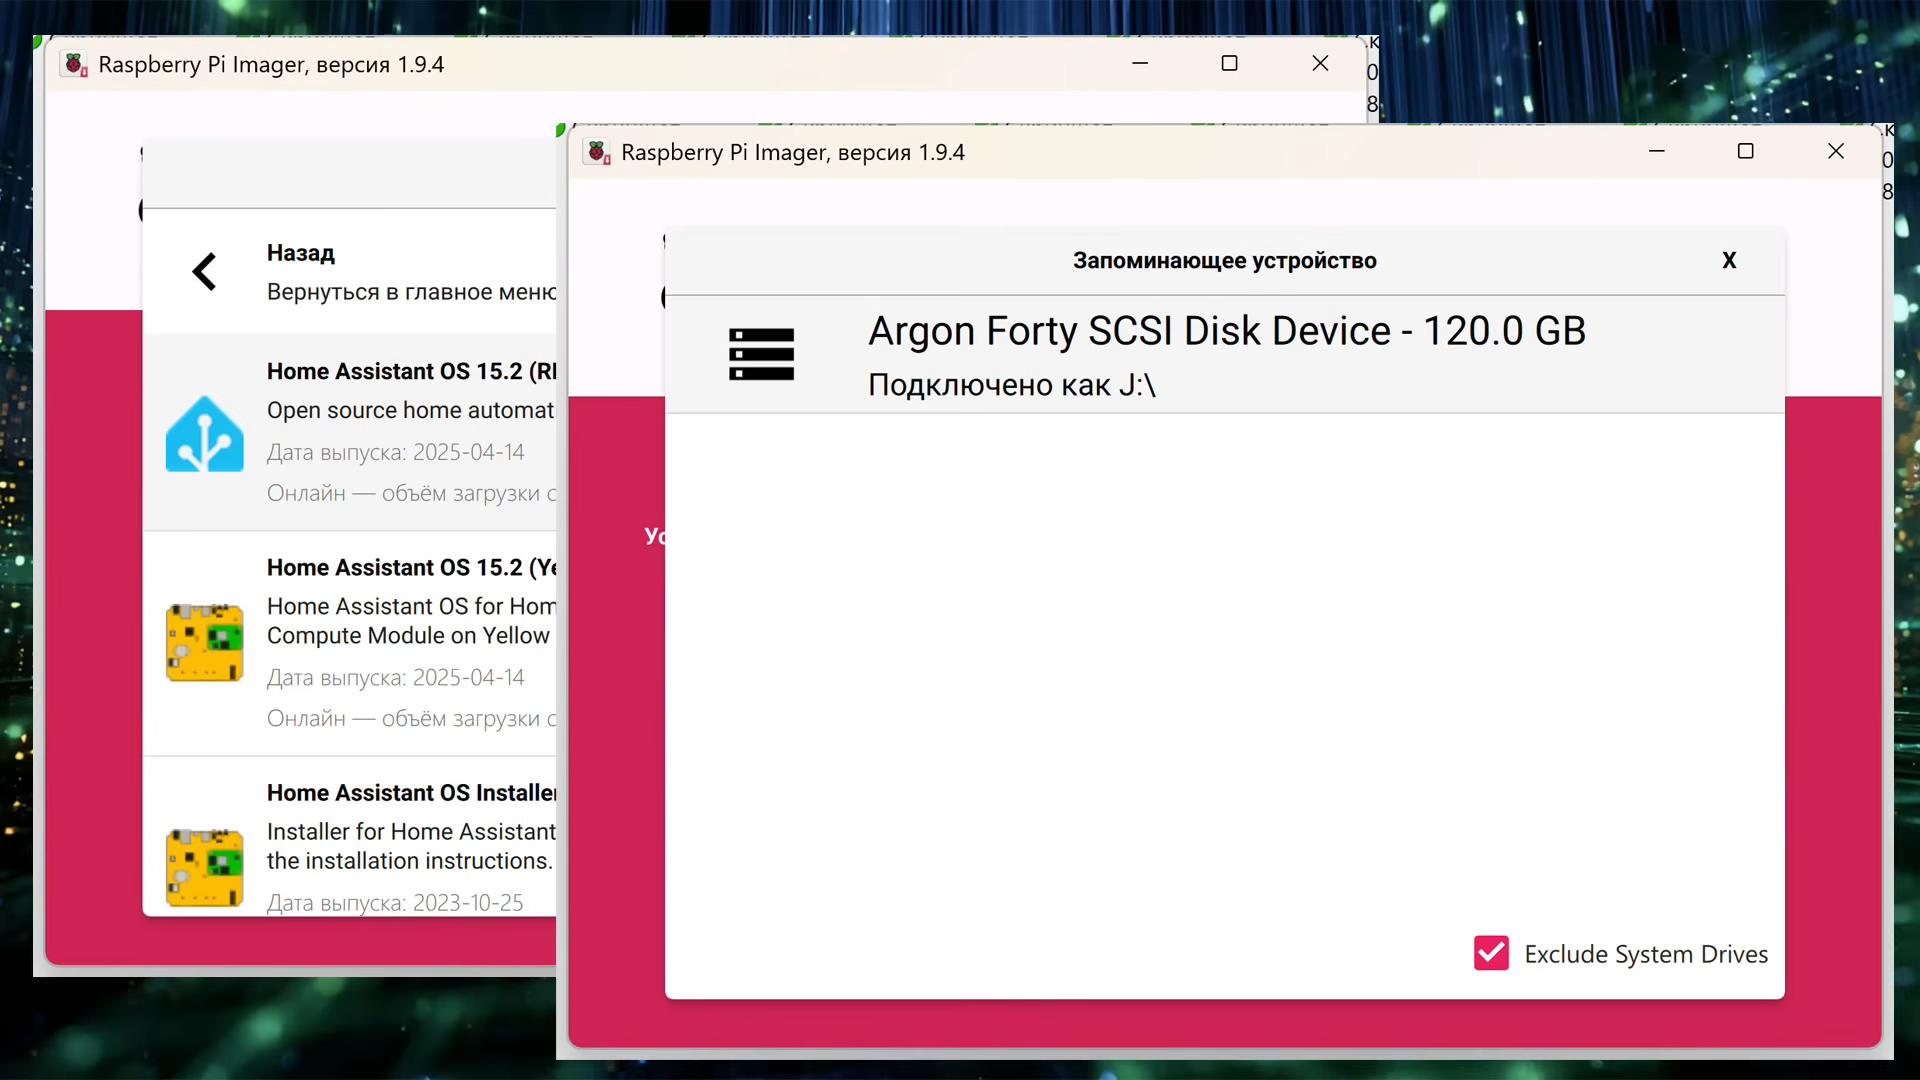 Raspberry Pi Imager, версия 1.9.4
Назад
Вернуться в главное меню
Home Assistant OS 15.2
Open source home
Дата выпуска: 2025-04-14
Онлайн — объём загрузки
Home Assistant OS 15.2
Home Assistant OS for
Compute Module on Yellow
Дата выпуска: 2025-04-14
Онлайн — объём загрузки
Home Assistant OS Installer
Installer for Home Assistant
the installation instructions.
Дата выпуска: 2023-10-25
Raspberry Pi Imager, версия 1.9.4
Запоминающее устройство
X
Argon Forty SCSI Disk Device - 120.0 GB
Подключено как J:\
Exclude System Drives